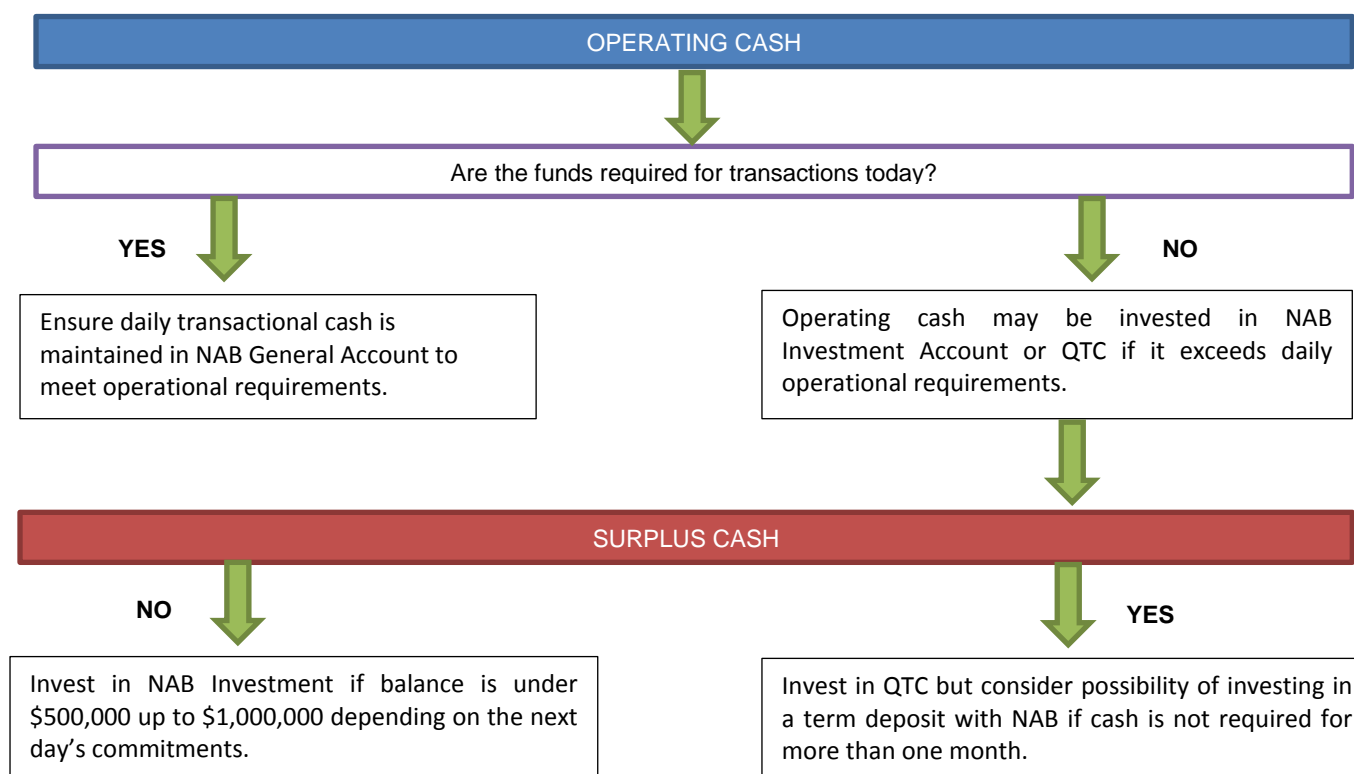 OPERATING CASH
Are the funds required for transactions today?
YES
NO
Ensure daily transactional cash is
maintained in NAB General Account to
meet operational requirements.
Operating cash may be invested in NAB
Investment Account or QTC if it exceeds daily
operational requirements.
SURPLUS CASH
NO
YES
Invest in NAB Investment if balance is under
$500,000 up to $1,000,000 depending on the next
day’s commitments.
Invest in QTC but consider possibility of investing in
a term deposit with NAB if cash is not required for
more than one month.